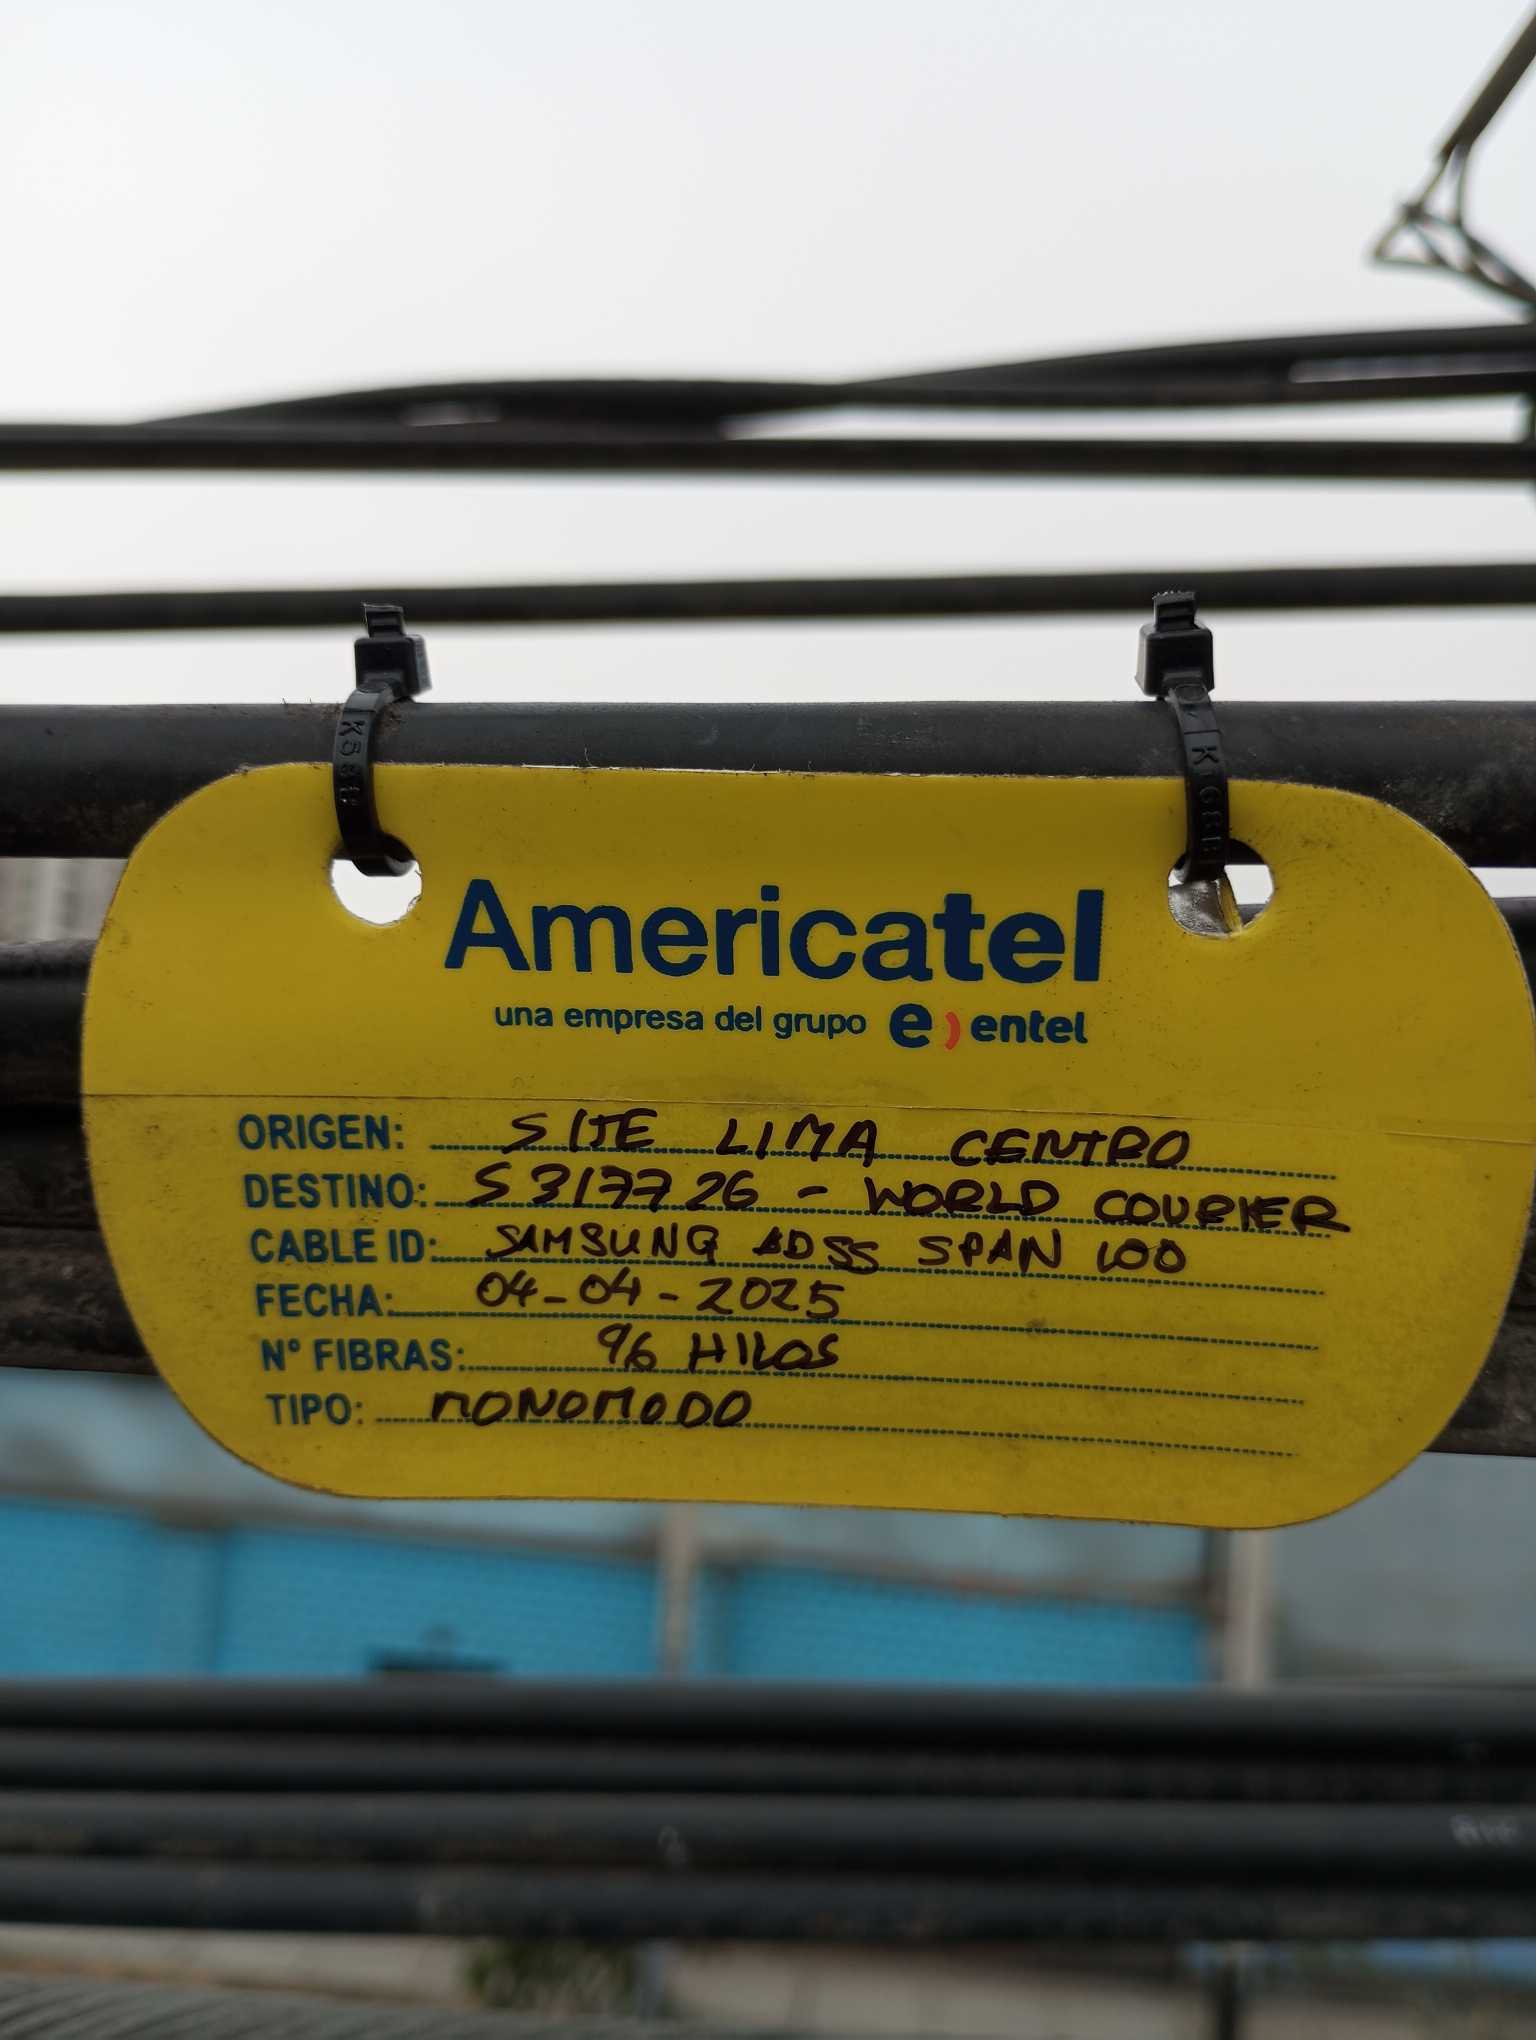 Americatel
una empresa del grupo e) entel
ORIGEN: SITE LIMA CENTRO
DESTINO: S317726 - WORLD COURIER
CABLE ID: SAMSUNG ADSS SPAN 100
FECHA: 04-04-2025
N° FIBRAS: 96 HILOS
TIPO: MONOMODO